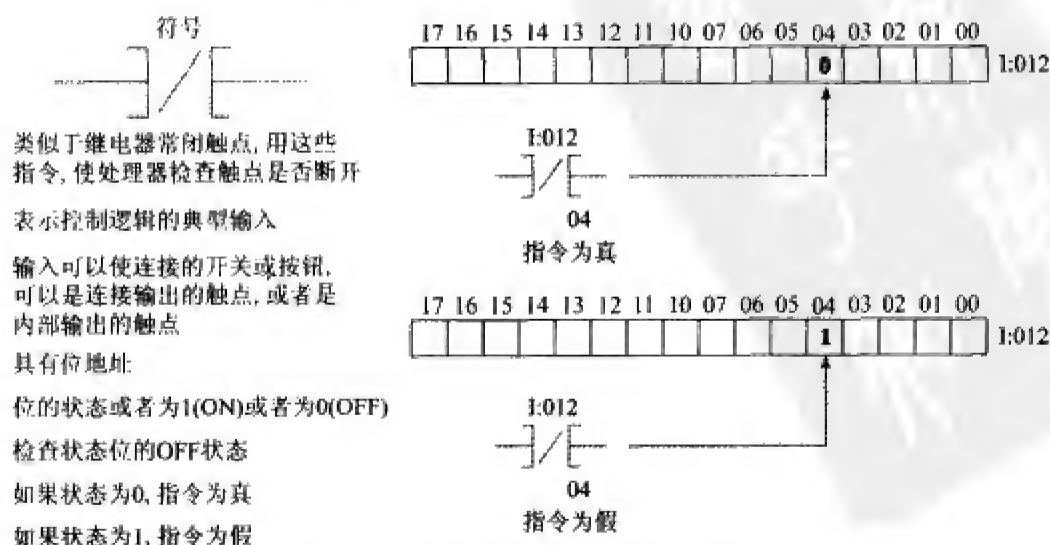 符号
类似于继电器常闭触点, 用这些
指令, 使处理器检查触点是否断开
表示控制逻辑的典型输入
输入可以使连接的开关或按钮,
可以是连接输出的触点, 或者是
内部输出的触点
具有位地址
位的状态或者为1(ON)或者为0(OFF)
检查状态位的OFF状态
如果状态为0, 指令为真
如果状态为1, 指令为假
17 16 15 14 13 12 11 10 07 06 05 04 03 02 01 00
0 I:012
I:012
04
指令为真
17 16 15 14 13 12 11 10 07 06 05 04 03 02 01 00
1 I:012
I:012
04
指令为假